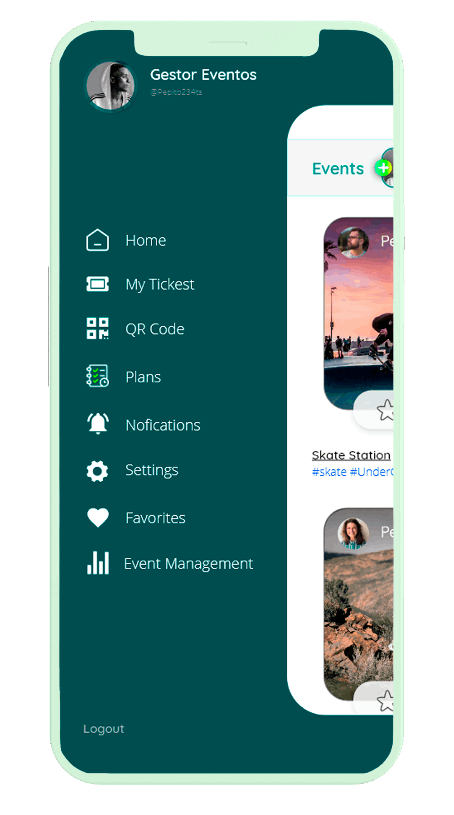 Gestor Eventos
@Pepito234ts
Events
Home
My Tickest
QR Code
Plans
Nofications
Settings
Favorites
Event Management
Pe
Skate Station
#skate #Under
Pe
Logout